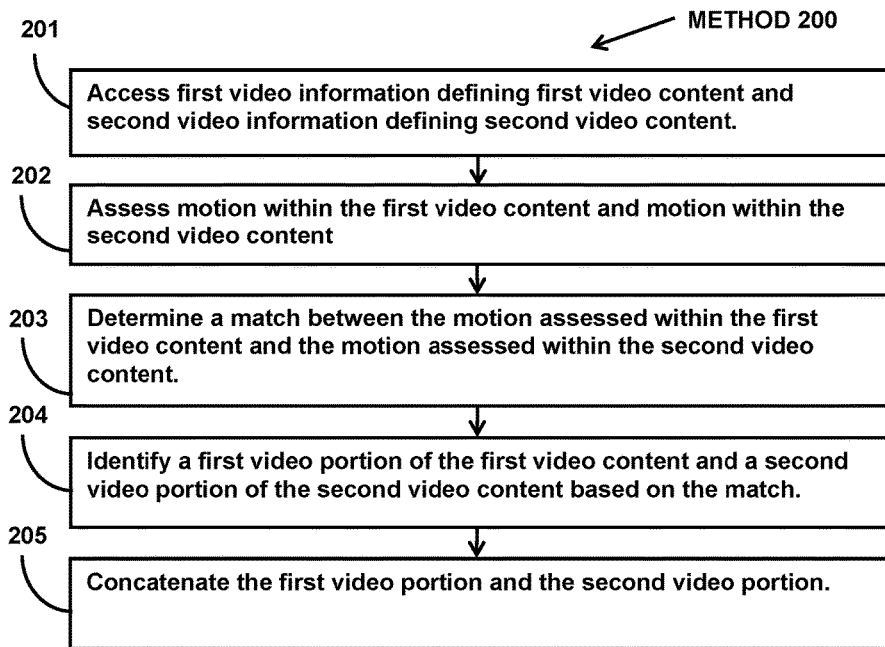 METHOD 200
201
Access first video information defining first video content and
second video information defining second video content.
202
Assess motion within the first video content and motion within the
second video content
203
Determine a match between the motion assessed within the first
video content and the motion assessed within the second video
content.
204
Identify a first video portion of the first video content and a second
video portion of the second video content based on the match.
205
Concatenate the first video portion and the second video portion.